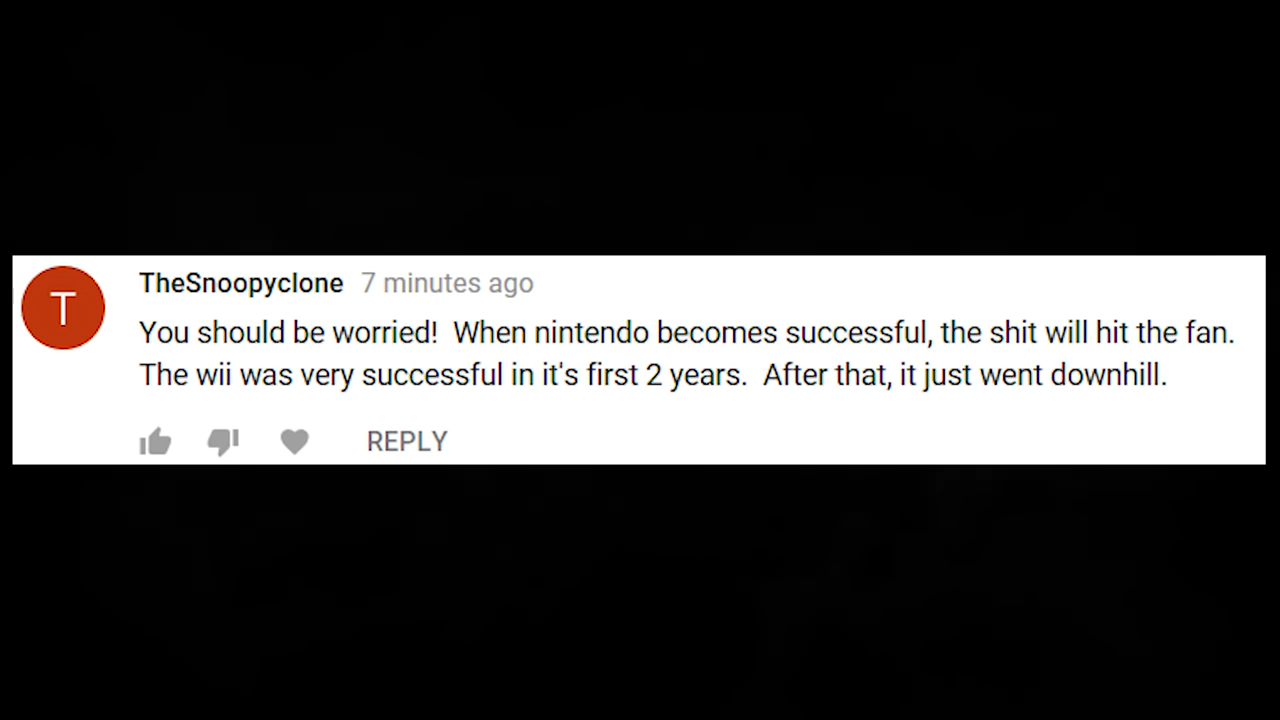 T
TheSnoopyclone 7 minutes ago
You should be worried!  When nintendo becomes successful, the shit will hit the fan.
The wii was very successful in it's first 2 years.  After that, it just went downhill.
REPLY